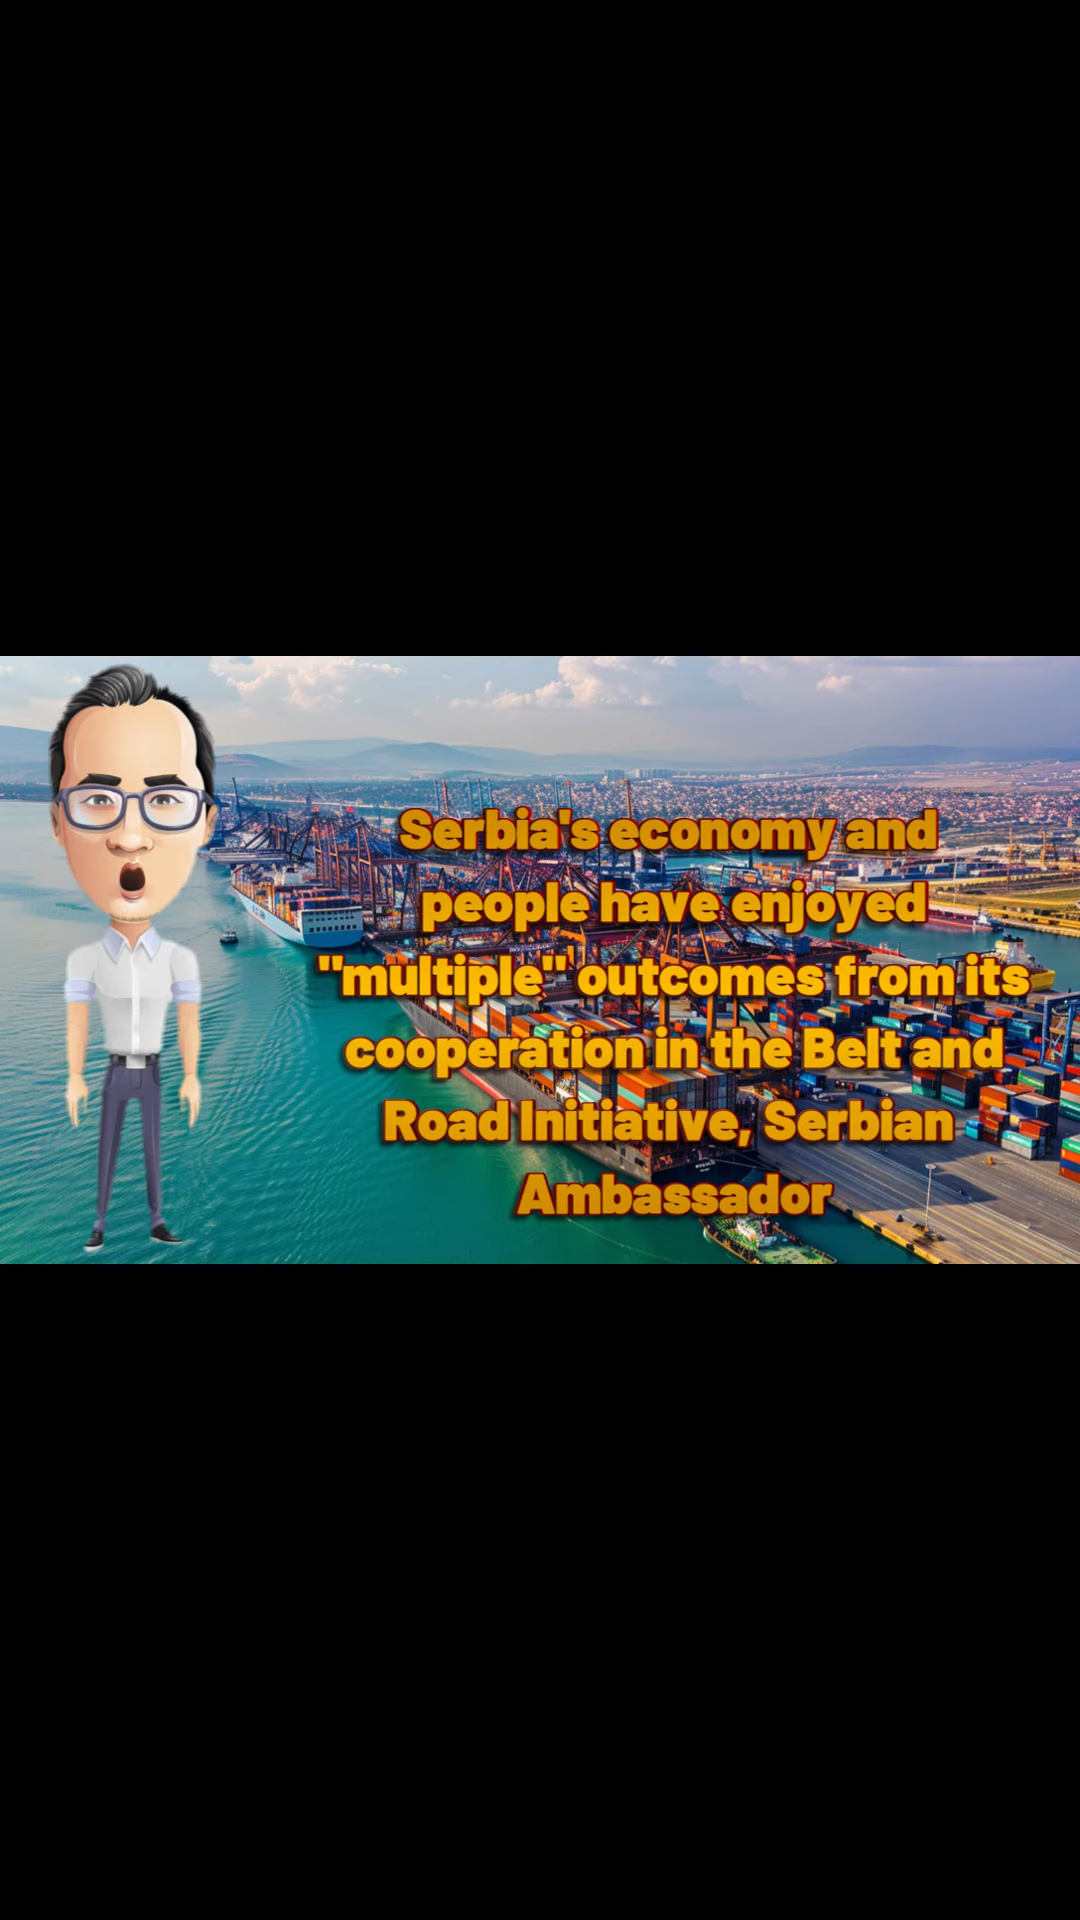 Serbia's economy and
people have enjoyed
"multiple" outcomes from its
cooperation in the Belt and
Road Initiative, Serbian
Ambassador